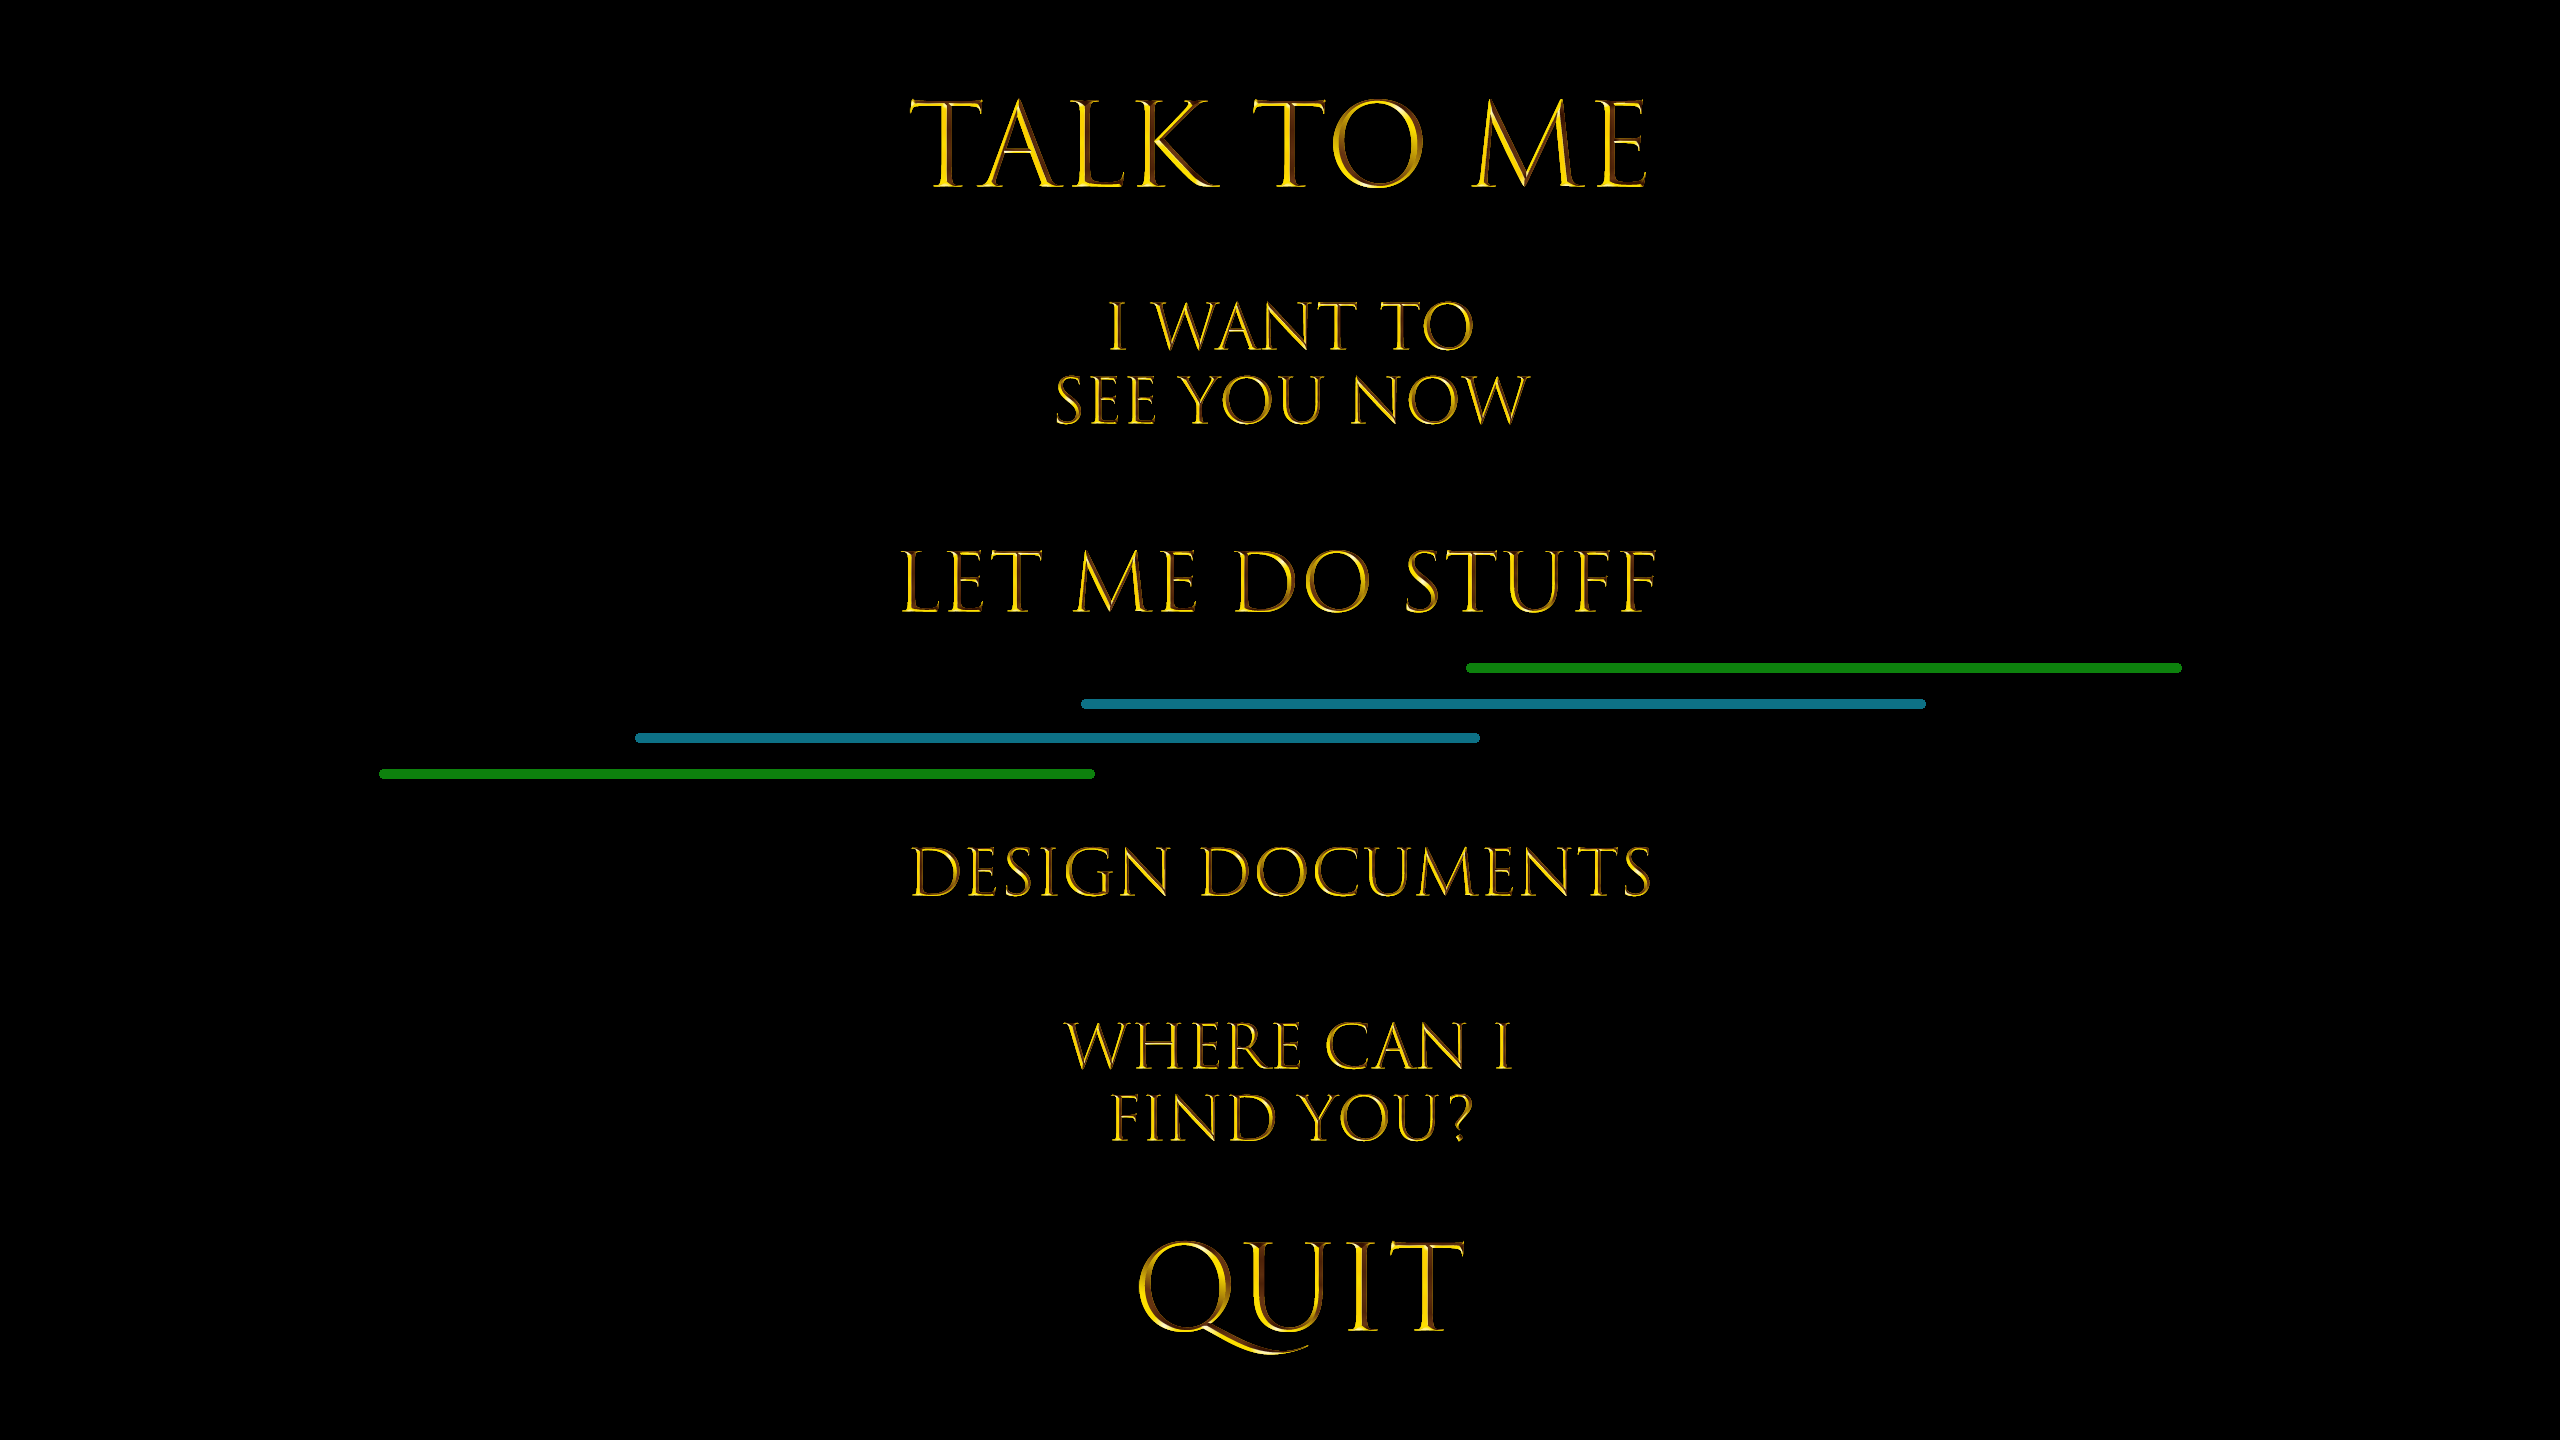 TALK TO ME
I WANT TO
SEE YOU NOW
LET ME DO STUFF
DESIGN DOCUMENTS
WHERE CAN I
FIND YOU?
QUIT